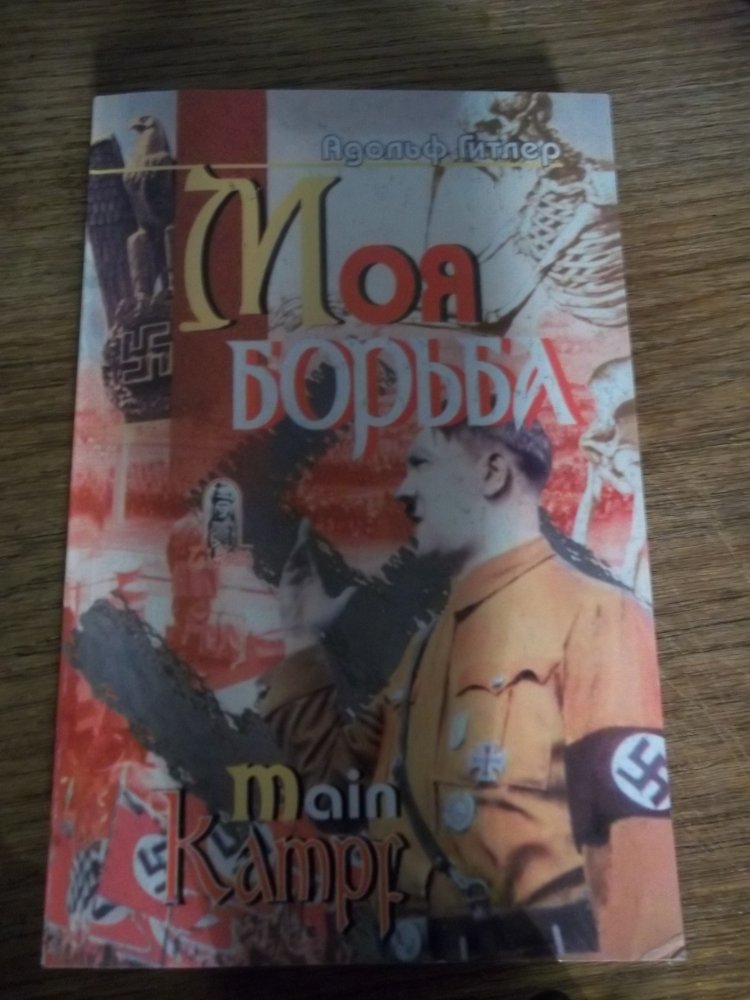 Адольф Гитлер
Моя
борьба
main
Kampf